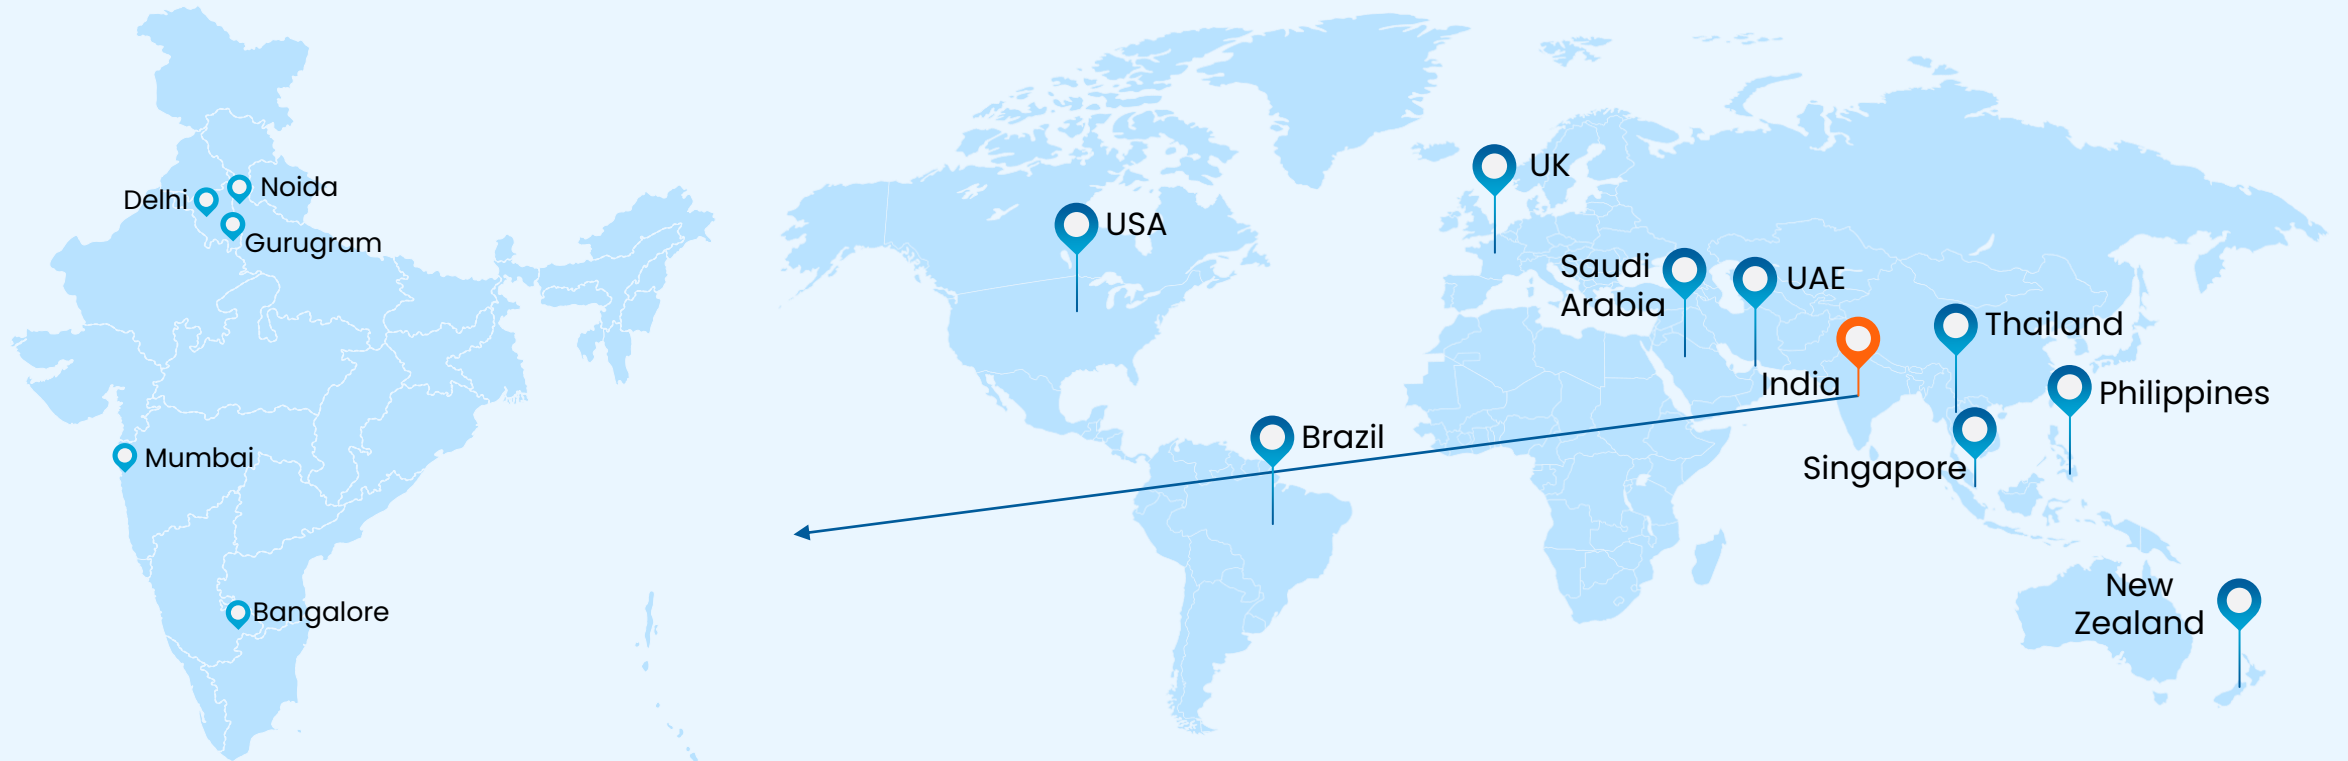 Delhi
Noida
Gurugram
Mumbai
Bangalore
USA
Brazil
UK
Saudi
Arabia
UAE
India
Thailand
Philippines
Singapore
New
Zealand